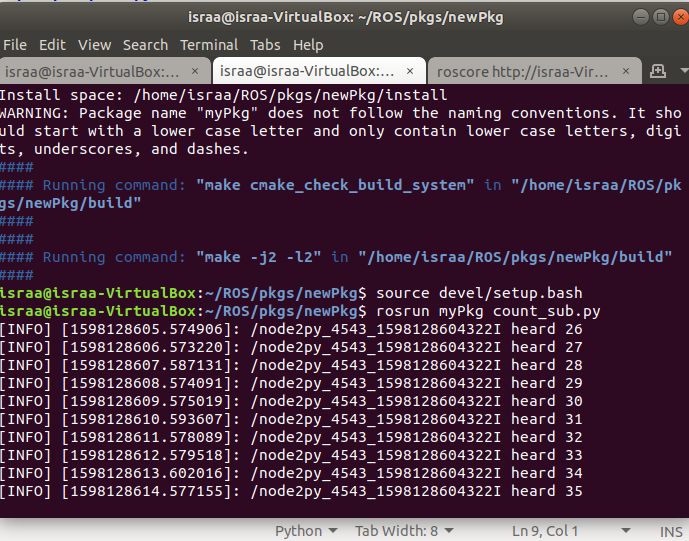 israa@israa-VirtualBox: ~/ROS/pkgs/newPkg
File Edit View Search Terminal Tabs Help
israa@israa-VirtualBox:... × israa@israa-VirtualBox:... × roscore http://israa-Vir... ×
Install space: /home/israa/ROS/pkgs/newPkg/install
WARNING: Package name "myPkg" does not follow the naming conventions. It sho
uld start with a lower case letter and only contain lower case letters, digi
ts, underscores, and dashes.
####
#### Running command: "make cmake_check_build_system" in "/home/israa/ROS/pk
gs/newPkg/build"
####
####
#### Running command: "make -j2 -l2" in "/home/israa/ROS/pkgs/newPkg/build"
####
israa@israa-VirtualBox:~/ROS/pkgs/newPkg$ source devel/setup.bash
israa@israa-VirtualBox:~/ROS/pkgs/newPkg$ rosrun myPkg count_sub.py
[INFO] [1598128605.574906]: /node2py_4543_1598128604322I heard 26
[INFO] [1598128606.573220]: /node2py_4543_1598128604322I heard 27
[INFO] [1598128607.587131]: /node2py_4543_1598128604322I heard 28
[INFO] [1598128608.574091]: /node2py_4543_1598128604322I heard 29
[INFO] [1598128609.575019]: /node2py_4543_1598128604322I heard 30
[INFO] [1598128610.593607]: /node2py_4543_1598128604322I heard 31
[INFO] [1598128611.578089]: /node2py_4543_1598128604322I heard 32
[INFO] [1598128612.579518]: /node2py_4543_1598128604322I heard 33
[INFO] [1598128613.602016]: /node2py_4543_1598128604322I heard 34
[INFO] [1598128614.577155]: /node2py_4543_1598128604322I heard 35
Python Tab Width: 8 Ln 9, Col 1 INS